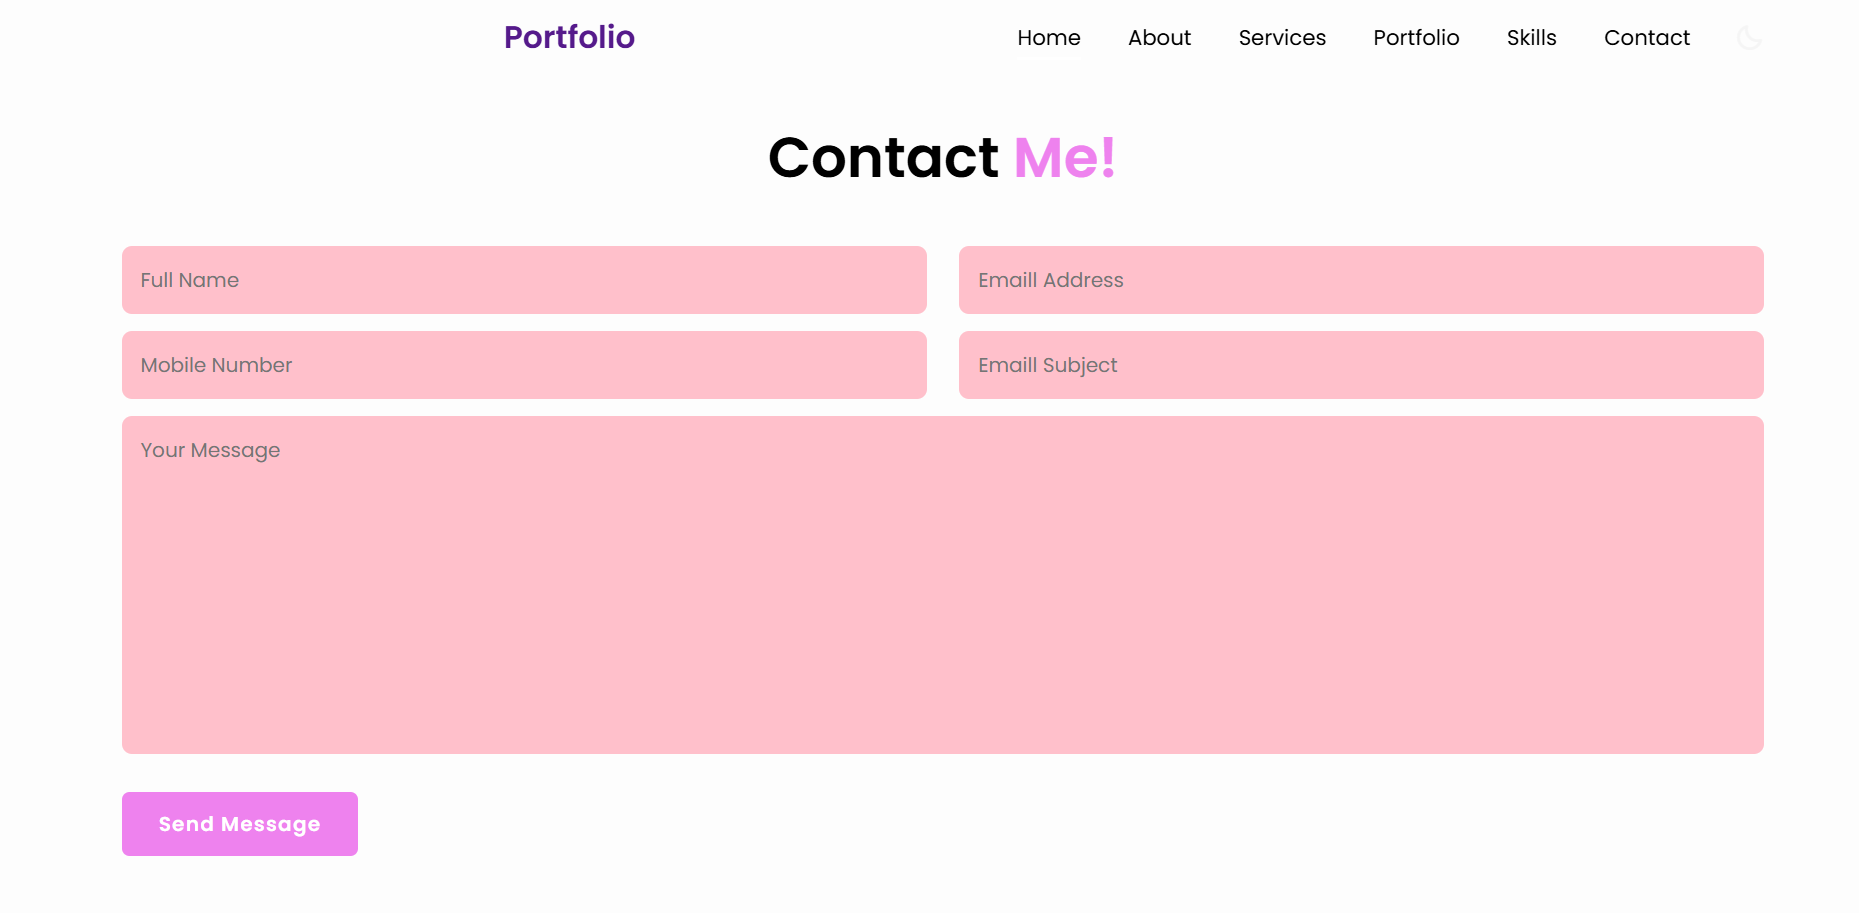 Portfolio Home About Services Portfolio Skills Contact
Contact Me!
Full Name
Emaill Address
Mobile Number
Emaill Subject
Your Message
Send Message